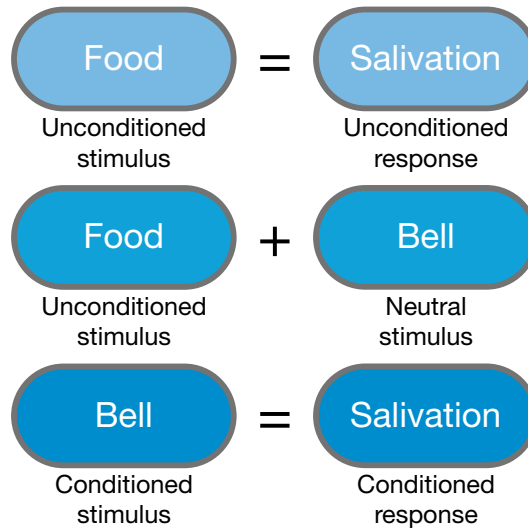 Food = Salivation
Unconditioned Unconditioned
stimulus response
Food + Bell
Unconditioned Neutral
stimulus stimulus
Bell = Salivation
Conditioned Conditioned
stimulus response